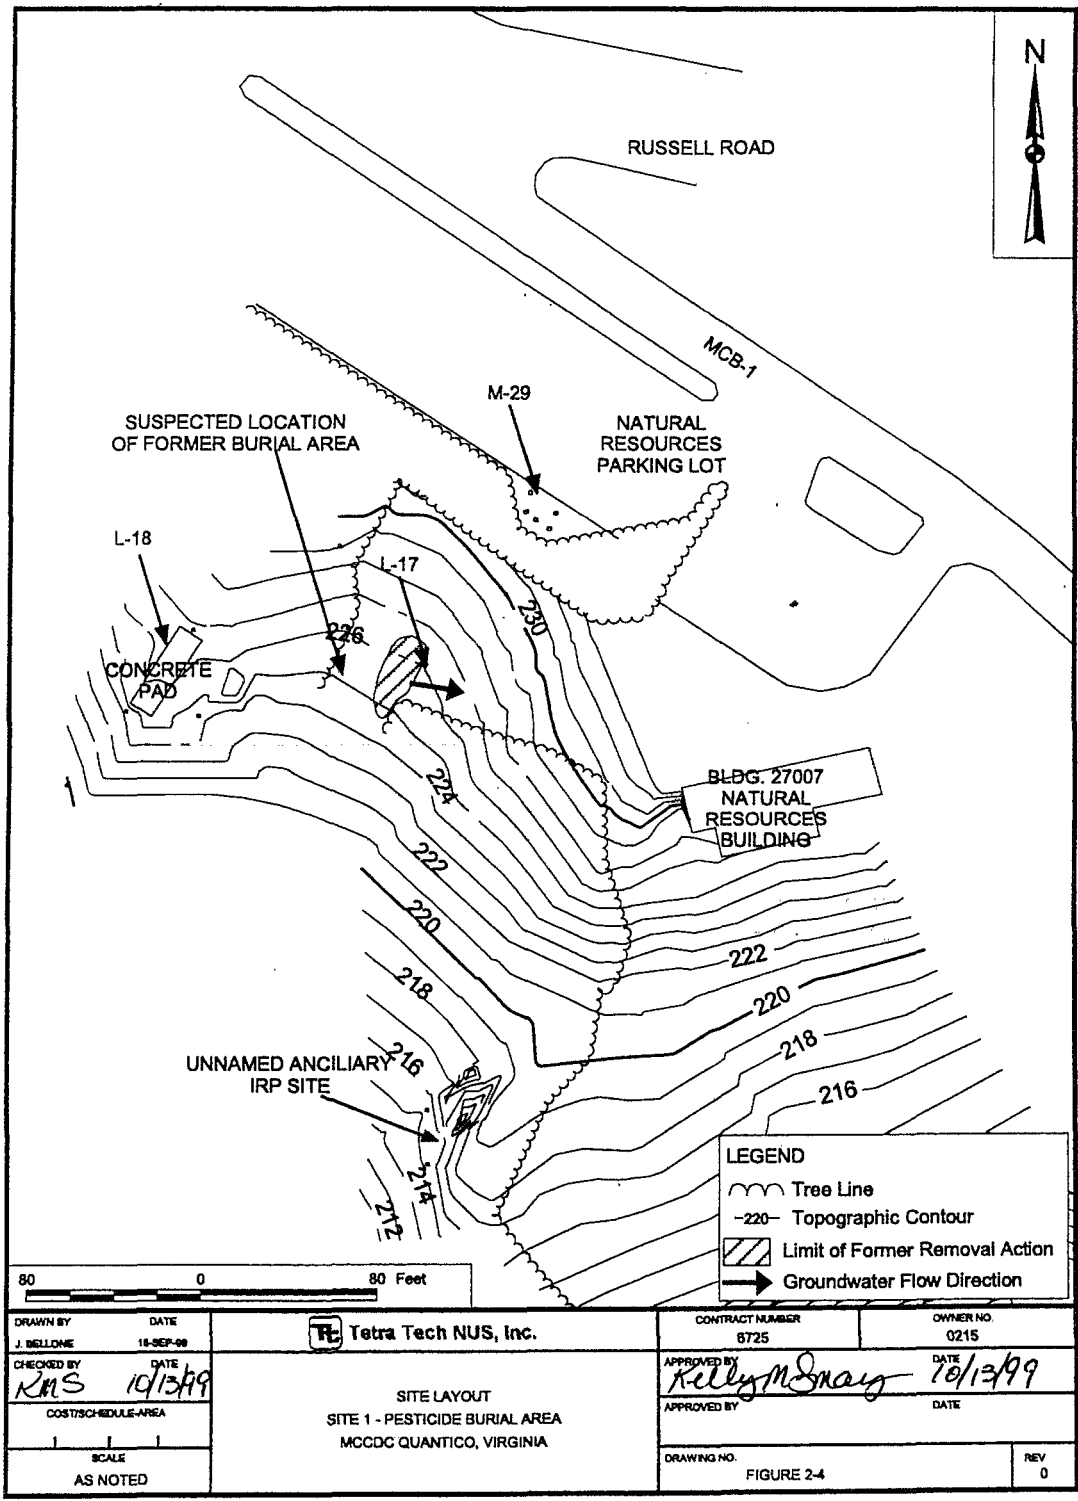 N
RUSSELL ROAD
MCB-1
M-29
SUSPECTED LOCATION
OF FORMER BURIAL AREA
NATURAL
RESOURCES
PARKING LOT
L-18
L-17
226
230
CONCRETE
PAD
1
224
BLDG. 27007
NATURAL
RESOURCES
BUILDING
222
220
222
218
220
216
218
UNNAMED ANCILIARY
IRP SITE
216
214
212
LEGEND
Tree Line
-220- Topographic Contour
Limit of Former Removal Action
Groundwater Flow Direction
80 0 80 Feet
DRAWN BY DATE
J. BELLONE
CHECKED BY DATE
KMS 10/13/99
COST/SCHEDULE-AREA
SCALE
AS NOTED
Tt Tetra Tech NUS, Inc.
SITE LAYOUT
SITE 1 - PESTICIDE BURIAL AREA
MCCDC QUANTICO, VIRGINIA
CONTRACT NUMBER
6725
OWNER NO.
0215
APPROVED BY DATE
10/13/99
APPROVED BY DATE
DRAWING NO.
FIGURE 2-4
REV
0